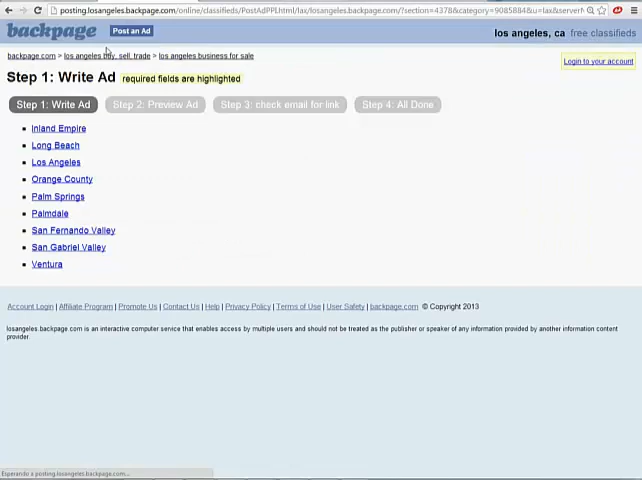 posting.losangeles.backpage.com/online/classifieds/PostAdPPI.html/lax/losangeles.backpage.com/?section=4378&category=9085884&u=lax&server
backpage Post an Ad
los angeles, ca free classifieds
backpage.com > los angeles buy, sell, trade > los angeles business for sale
Login to your account
Step 1: Write Ad required fields are highlighted
Step 1: Write Ad Step 2: Preview Ad Step 3: check email for link Step 4: All Done
Inland Empire
Long Beach
Los Angeles
Orange County
Palm Springs
Palmdale
San Fernando Valley
San Gabriel Valley
Ventura
Account Login | Affiliate Program | Promote Us | Contact Us | Help | Privacy Policy | Terms of Use | User Safety | backpage.com © Copyright 2013
losangeles.backpage.com is an interactive computer service that enables access by multiple users and should not be treated as the publisher or speaker of any information provided by another information content
provider.
Esperando a posting.losangeles.backpage.com...